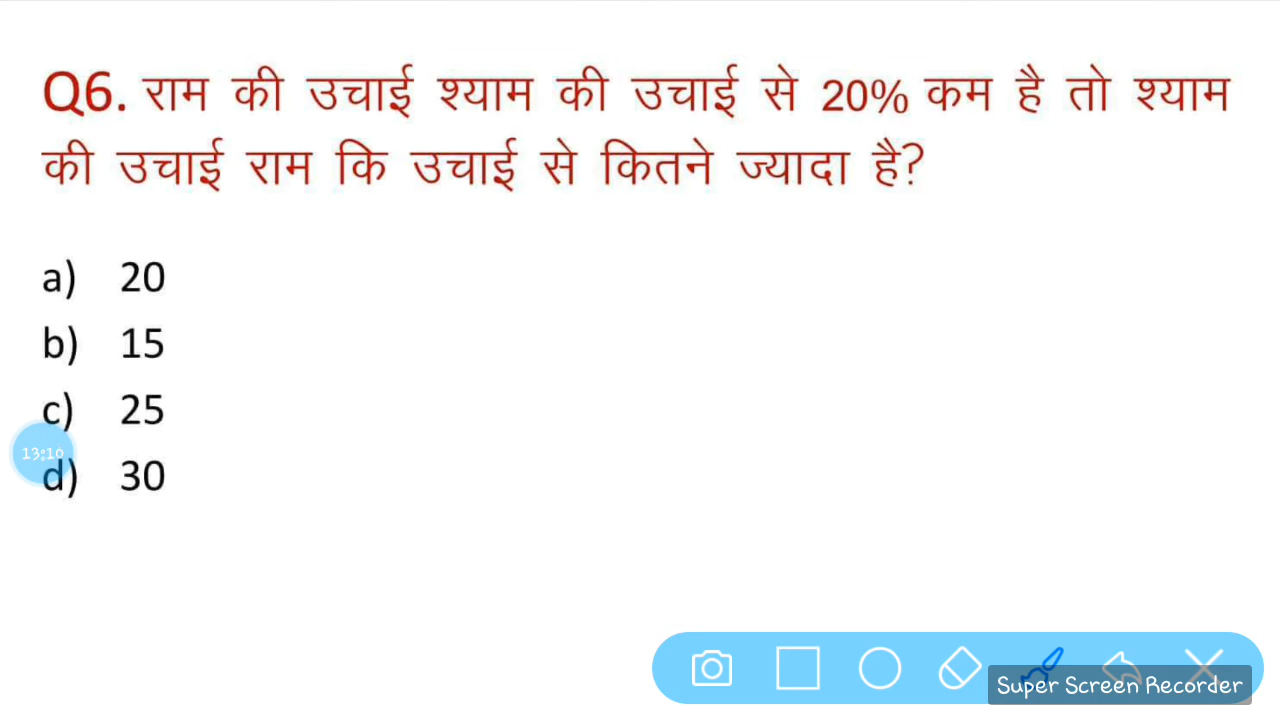 Q6. राम की उचाई श्याम की उचाई से 20% कम है तो श्याम
की उचाई राम कि उचाई से कितने ज्यादा है?
a) 20
b) 15
c) 25
13:10
d) 30
Super Screen Recorder